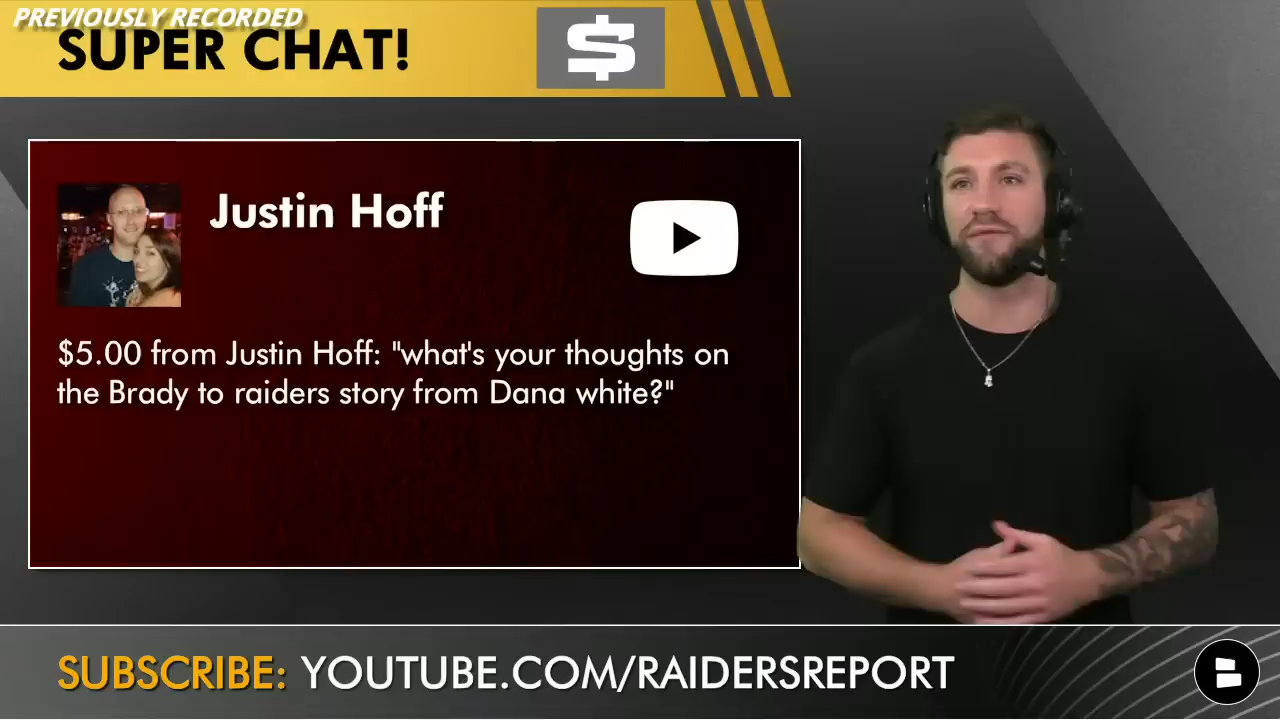 PREVIOUSLY RECORDED
SUPER CHAT!
$
Justin Hoff
$5.00 from Justin Hoff: "what's your thoughts on
the Brady to raiders story from Dana white?"
SUBSCRIBE: YOUTUBE.COM/RAIDERSREPORT